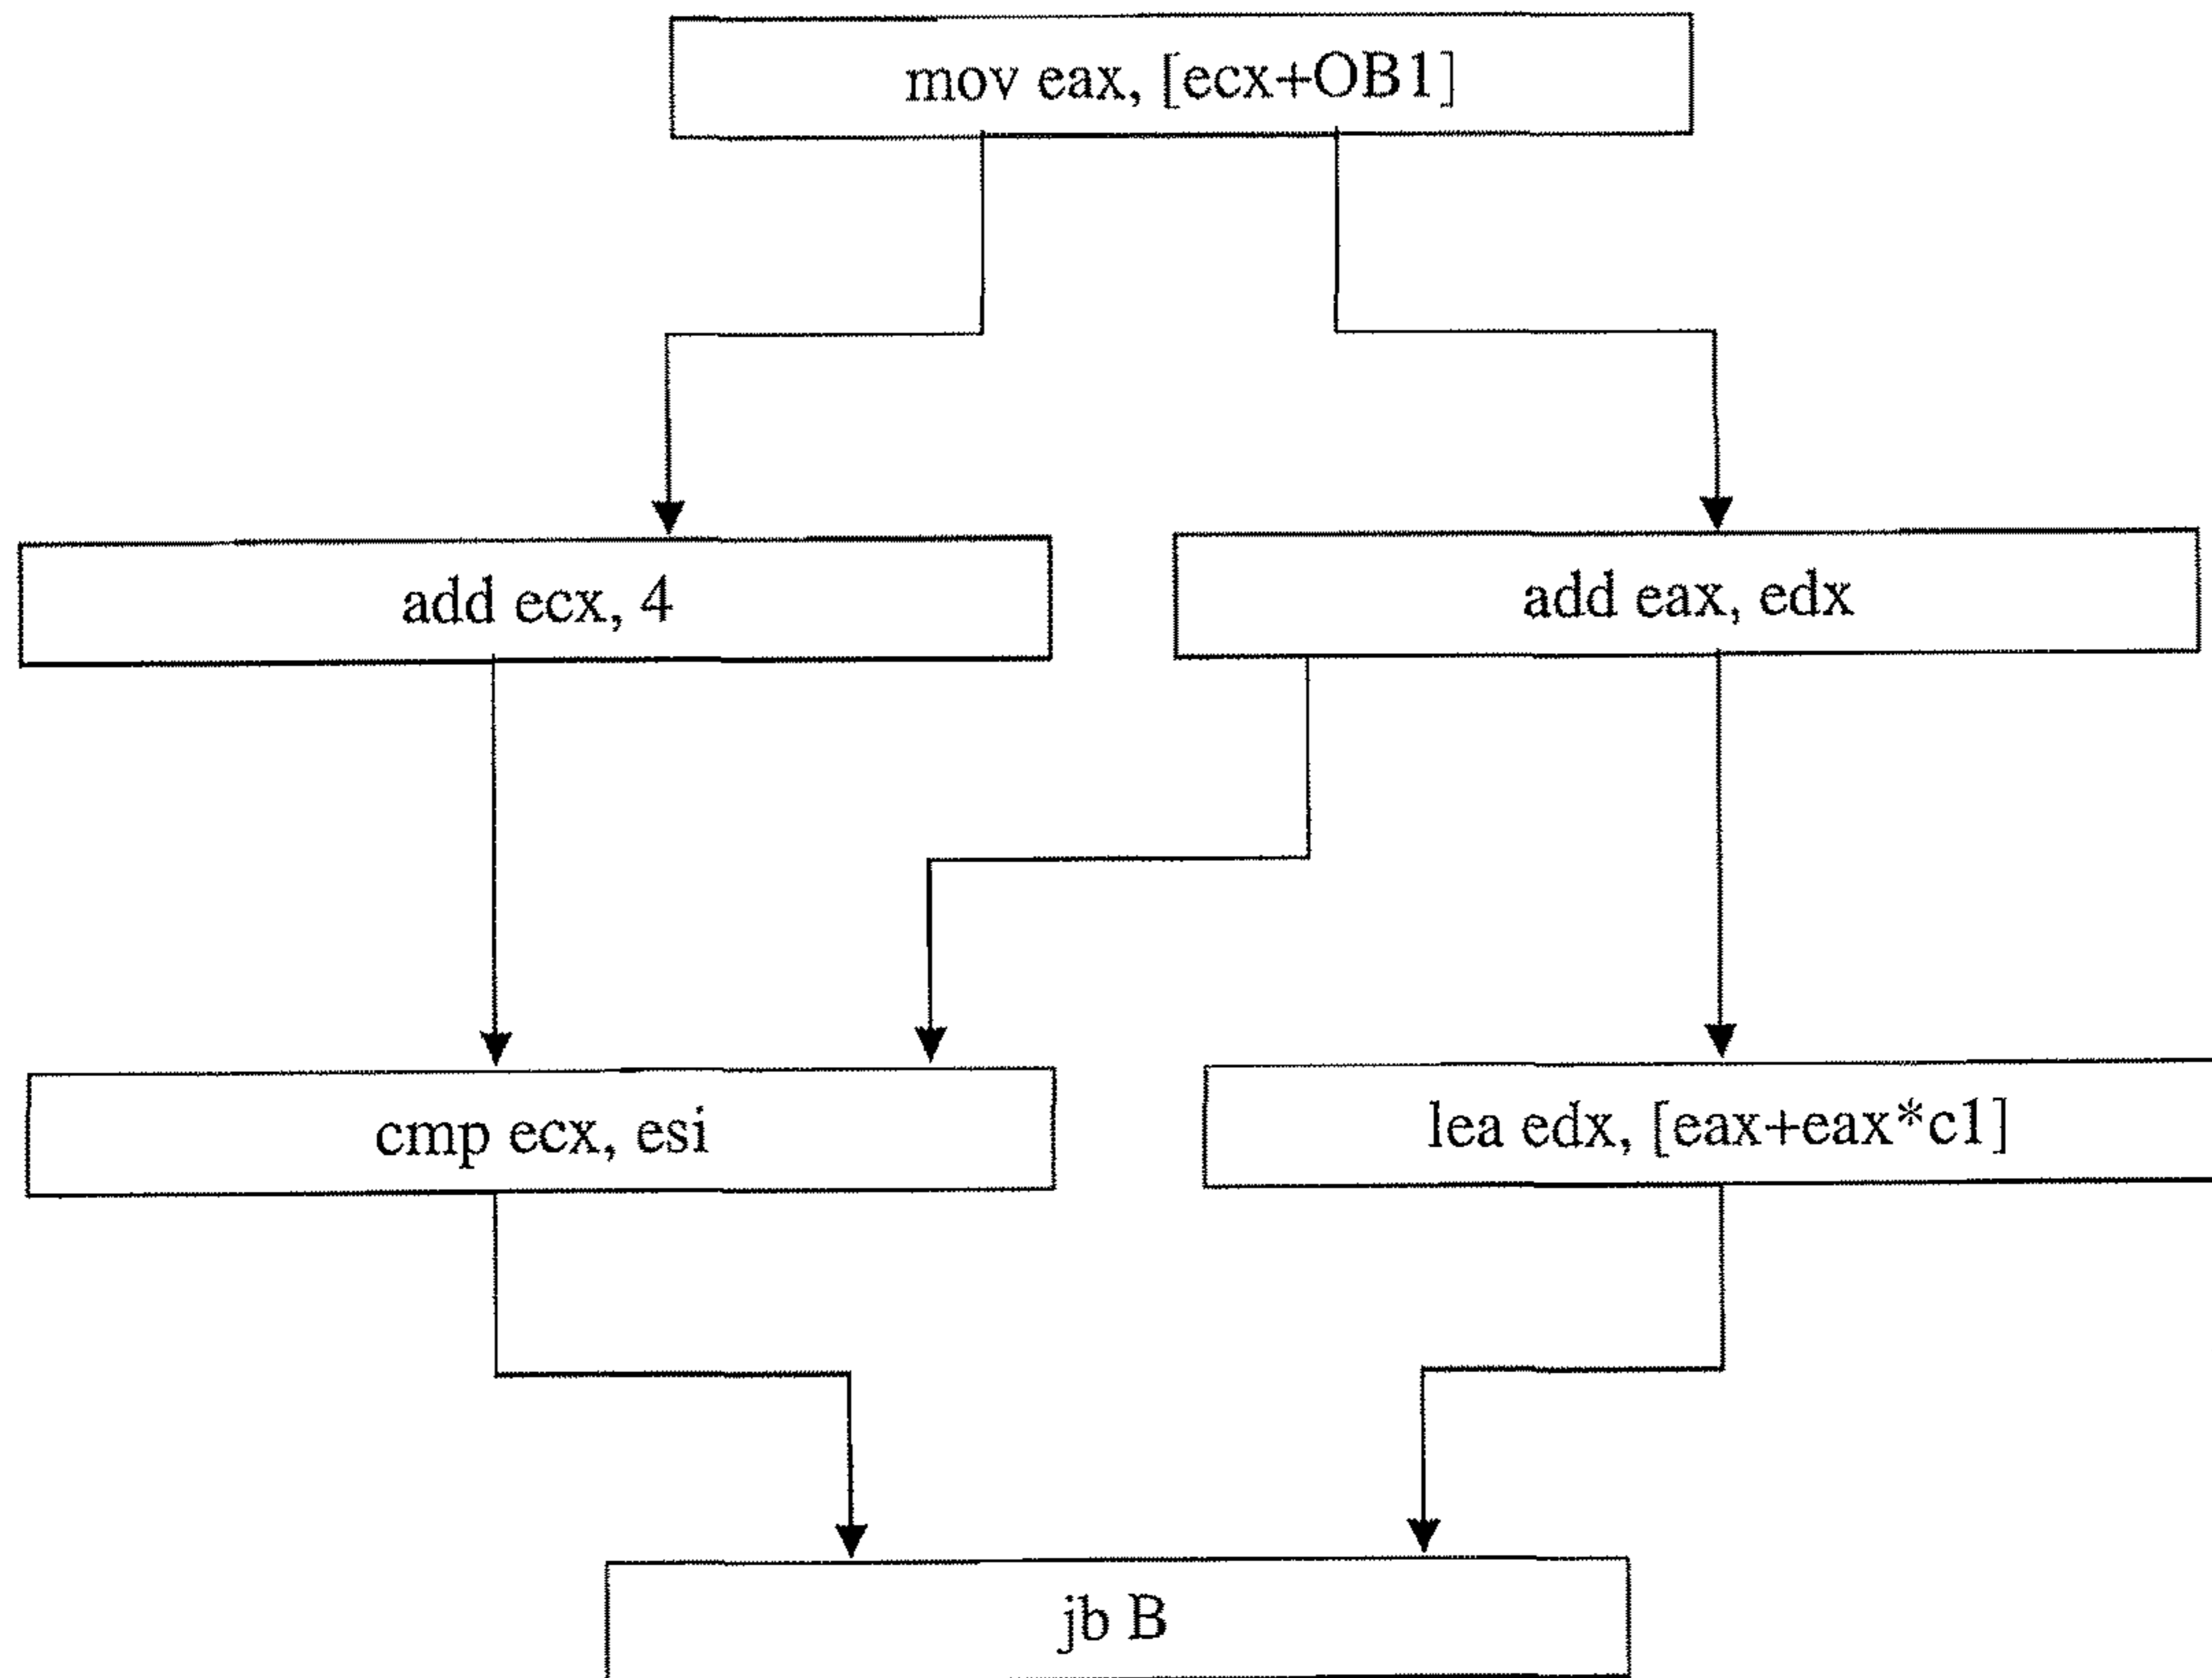 mov eax, [ecx+OB1]
add ecx, 4
add eax, edx
cmp ecx, esi
lea edx, [eax+eax*c1]
jb B